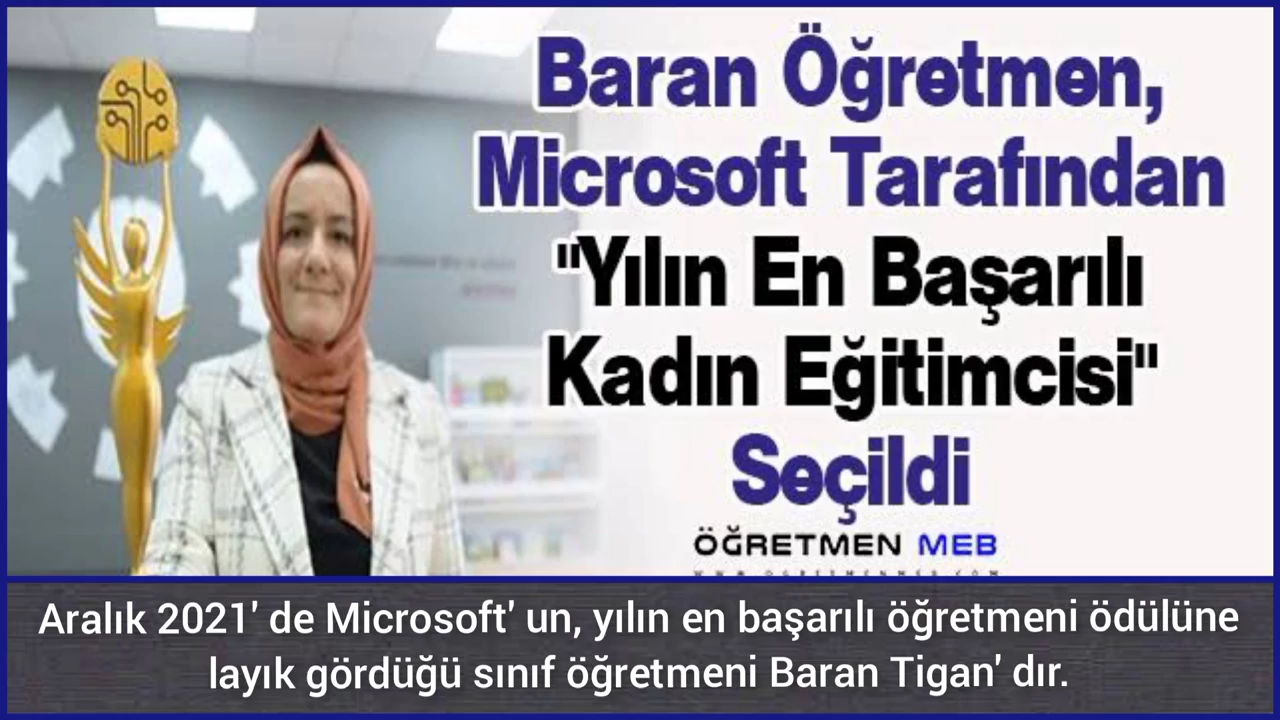 Baran Öğretmen,
Microsoft Tarafından
"Yılın En Başarılı
Kadın Eğitimcisi"
Seçildi
ÖĞRETMEN MEB
Aralık 2021' de Microsoft' un, yılın en başarılı öğretmeni ödülüne
layık gördüğü sınıf öğretmeni Baran Tigan' dır.